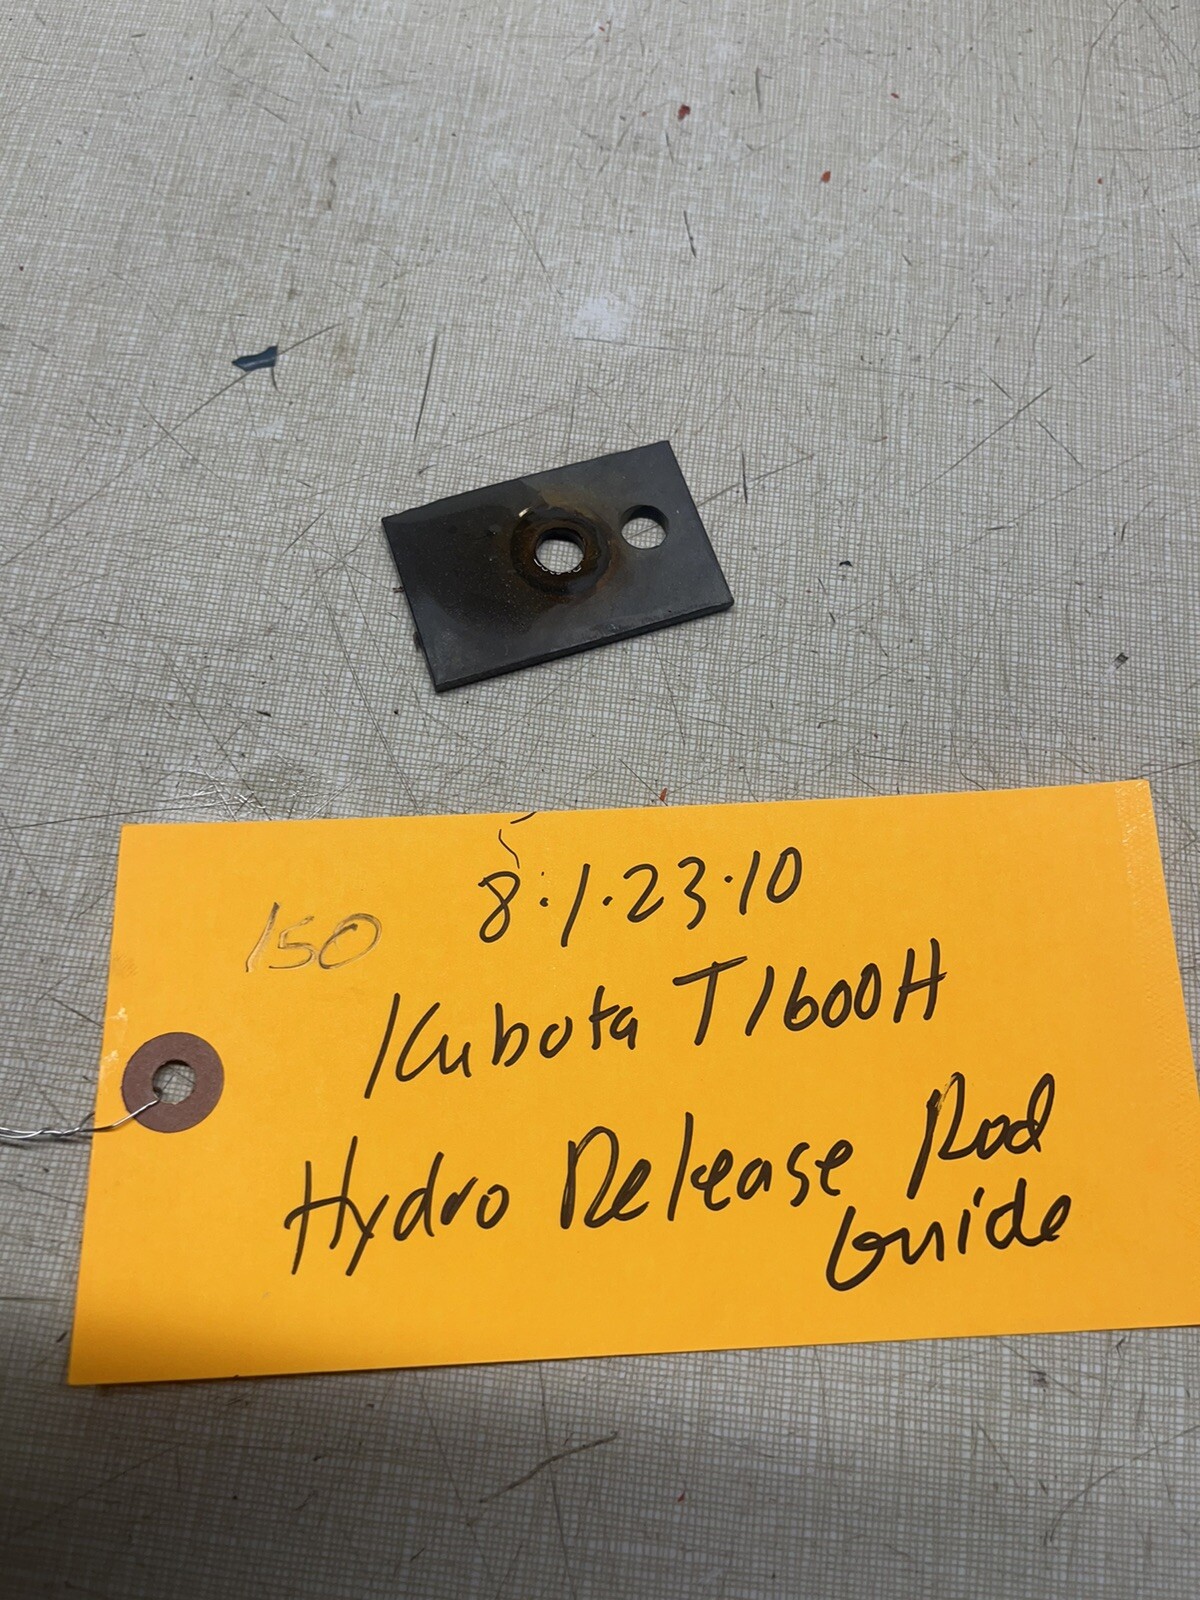 8.1.23.10
150
Kubota T1600H
Hydro Release Rod
Guide